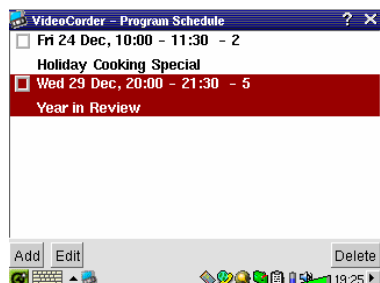 VideoCorder – Program Schedule ? ✕
Fri 24 Dec, 10:00 - 11:30 - 2
Holiday Cooking Special
Wed 29 Dec, 20:00 - 21:30 - 5
Year in Review
Add Edit Delete
19:25